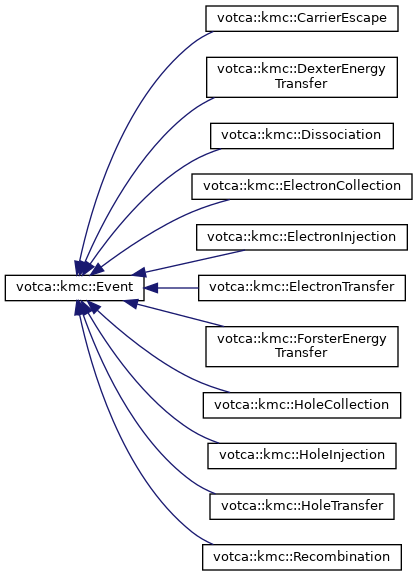 votca::kmc::CarrierEscape
votca::kmc::DexterEnergy
Transfer
votca::kmc::Dissociation
votca::kmc::ElectronCollection
votca::kmc::ElectronInjection
votca::kmc::Event
votca::kmc::ElectronTransfer
votca::kmc::ForsterEnergy
Transfer
votca::kmc::HoleCollection
votca::kmc::HoleInjection
votca::kmc::HoleTransfer
votca::kmc::Recombination